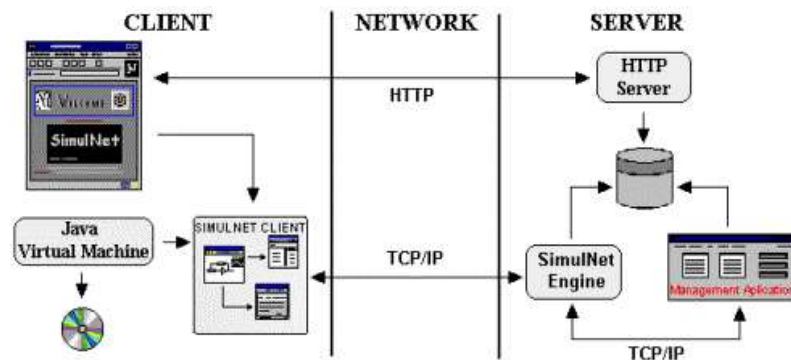 CLIENT
NETWORK
SERVER
HTTP
Server
HTTP
WELCOME
SimulNet
Java
Virtual Machine
SIMULNET CLIENT
TCP/IP
SimulNet
Engine
Management Aplication
TCP/IP